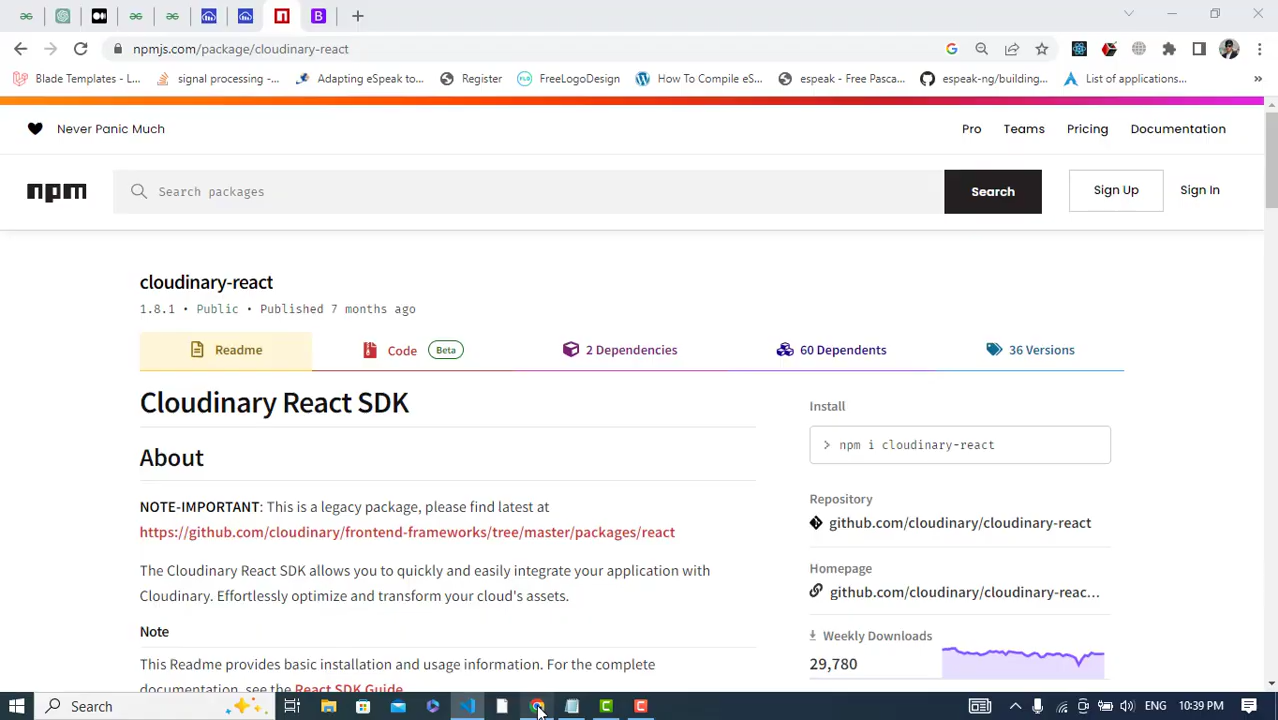 npmjs.com/package/cloudinary-react
Blade Templates - L...
signal processing -...
Adapting eSpeak to...
Register
FreeLogoDesign
How To Compile eS...
espeak - Free Pasca...
espeak-ng/building...
List of applications...
»
Never Panic Much
Pro
Teams
Pricing
Documentation
npm
Search packages
Search
Sign Up
Sign In
cloudinary-react
1.8.1 • Public • Published 7 months ago
Readme
Code Beta
2 Dependencies
60 Dependents
36 Versions
Cloudinary React SDK
About
NOTE-IMPORTANT: This is a legacy package, please find latest at
https://github.com/cloudinary/frontend-frameworks/tree/master/packages/react
The Cloudinary React SDK allows you to quickly and easily integrate your application with
Cloudinary. Effortlessly optimize and transform your cloud's assets.
Note
This Readme provides basic installation and usage information. For the complete
documentation, see the React SDK Guide.
Install
> npm i cloudinary-react
Repository
github.com/cloudinary/cloudinary-react
Homepage
github.com/cloudinary/cloudinary-reac...
Weekly Downloads
29,780
Search
ENG
10:39 PM